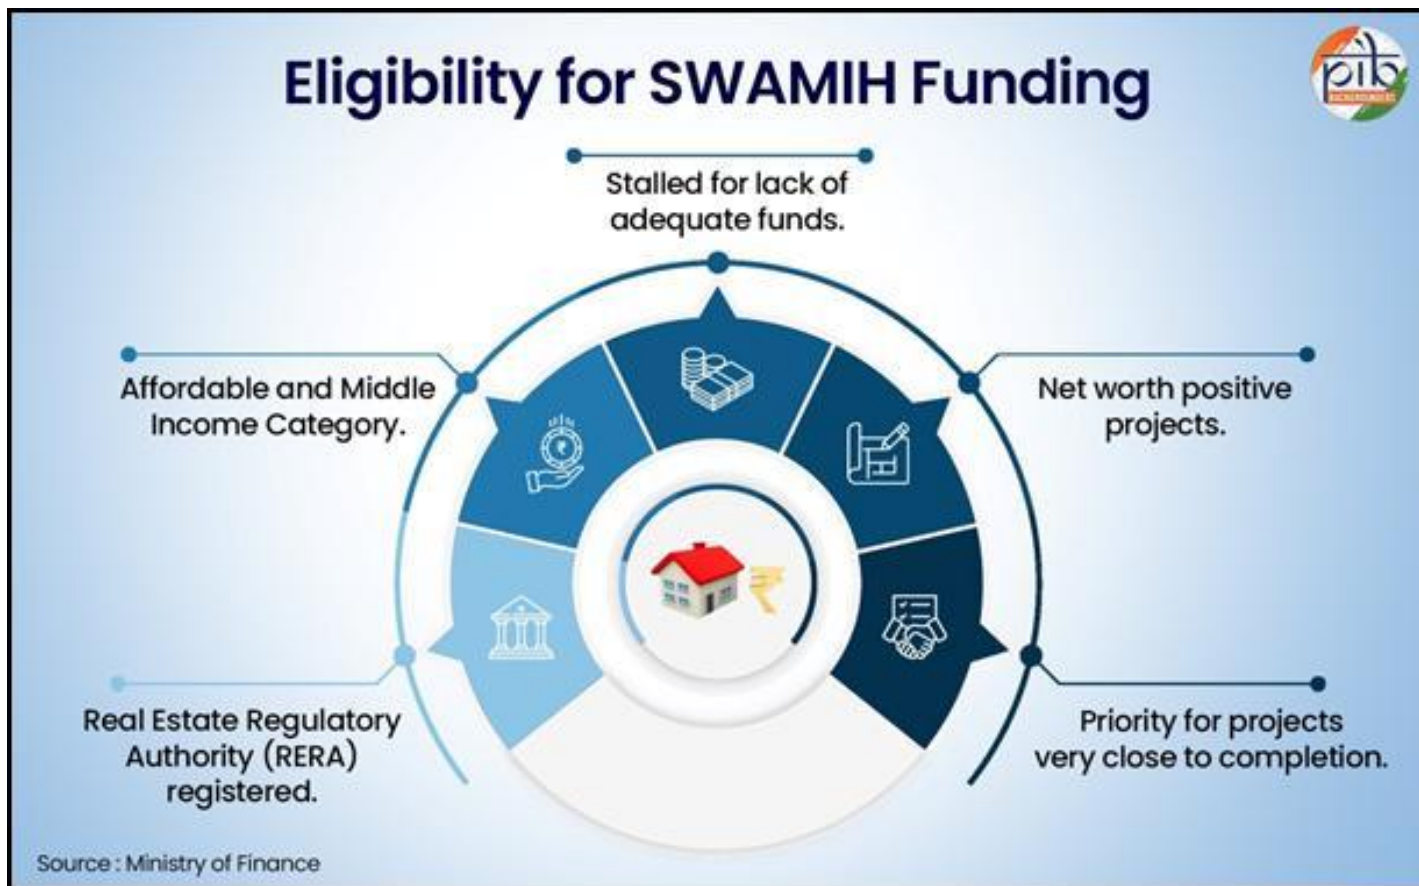 Eligibility for SWAMIH Funding
pib
BACKGROUNDERS
Stalled for lack of
adequate funds.
Affordable and Middle
Income Category.
Net worth positive
projects.
₹
Real Estate Regulatory
Authority (RERA)
registered.
Priority for projects
very close to completion.
Source : Ministry of Finance